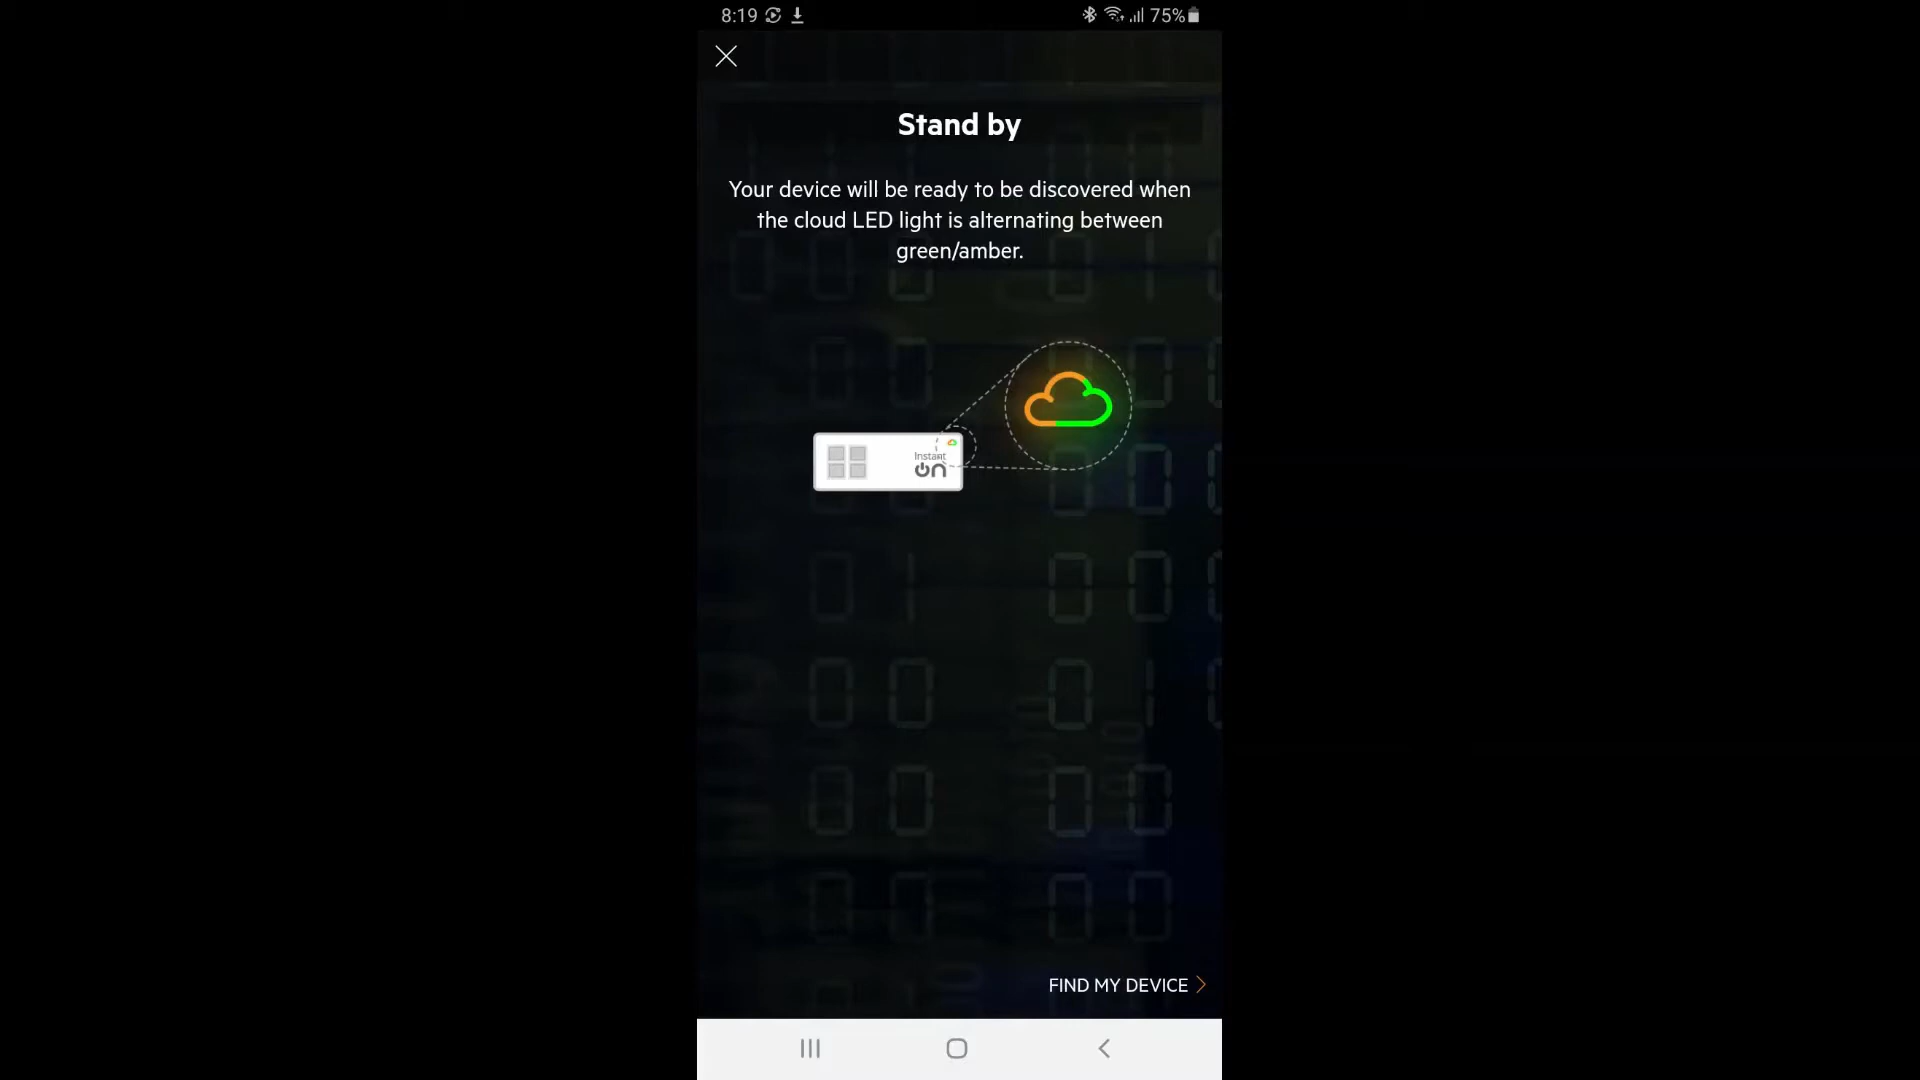 8:19
75%
Stand by
Your device will be ready to be discovered when
the cloud LED light is alternating between
green/amber.
Instant
on
FIND MY DEVICE